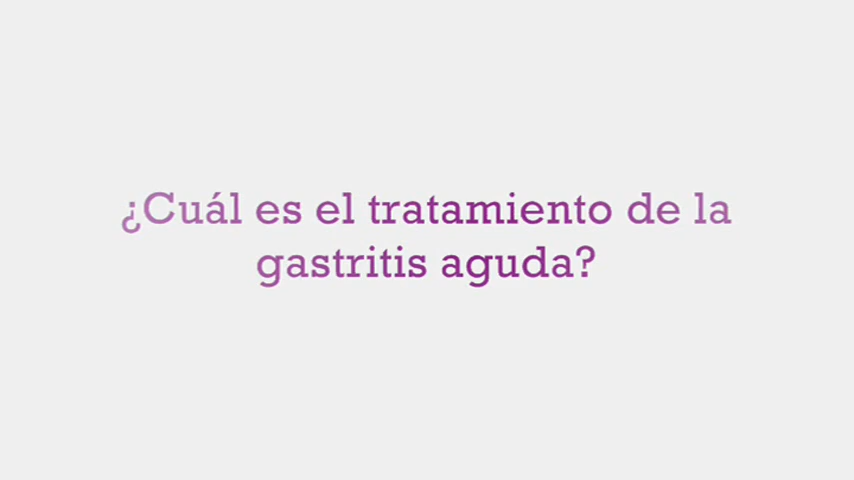 ¿Cuál es el tratamiento de la
gastritis aguda?